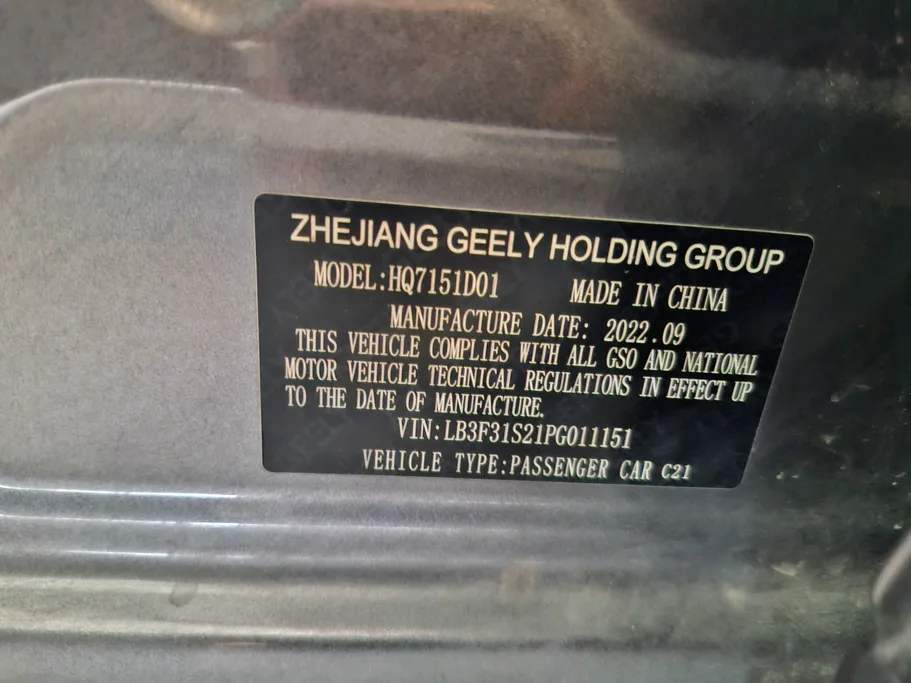 ZHEJIANG GEELY HOLDING GROUP
MODEL:HQ7151D01 MADE IN CHINA
MANUFACTURE DATE: 2022.09
THIS VEHICLE COMPLIES WITH ALL GSO AND NATIONAL
MOTOR VEHICLE TECHNICAL REGULATIONS IN EFFECT UP
TO THE DATE OF MANUFACTURE.
VIN:LB3F31S21PG011151
VEHICLE TYPE:PASSENGER CAR C21